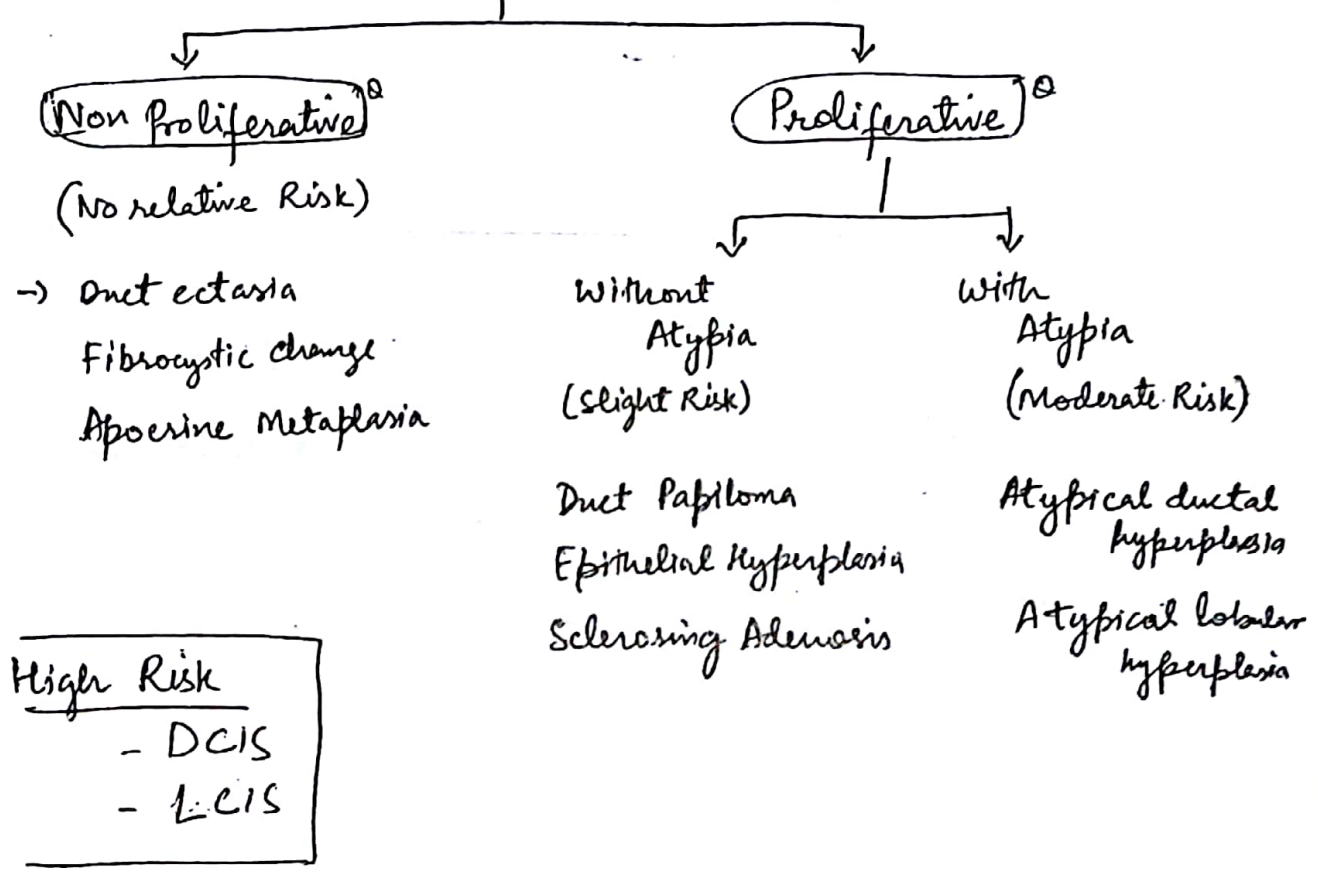 "Non Proliferative" Q
(No relative Risk)
→ Duct ectasia
Fibrocystic change
Apocrine Metaplasia
Proliferative Q
Without
Atypia
(Slight Risk)
Duct Papiloma
Epithelial Hyperplasia
Sclerosing Adenosis
With
Atypia
(Moderate Risk)
Atypical ductal
hyperplasia
Atypical lobular
hyperplasia
High Risk
- DCIS
- LCIS